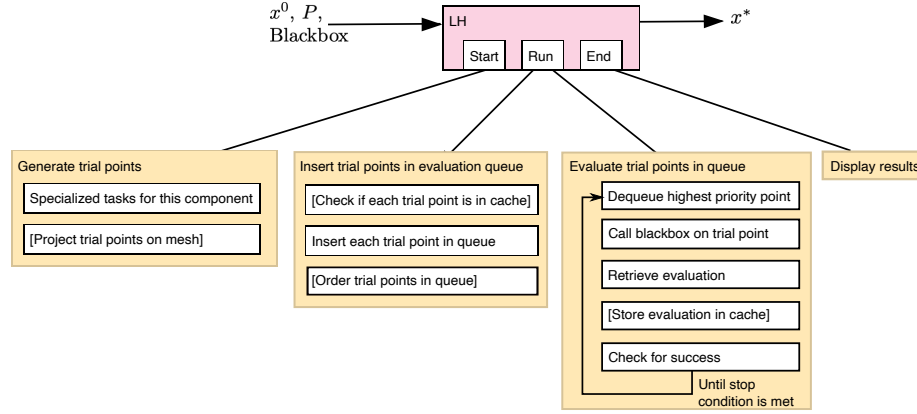 x⁰, P,
Blackbox
LH
x*
Start
Run
End
Generate trial points
Specialized tasks for this component
[Project trial points on mesh]
Insert trial points in evaluation queue
[Check if each trial point is in cache]
Insert each trial point in queue
[Order trial points in queue]
Evaluate trial points in queue
Dequeue highest priority point
Call blackbox on trial point
Retrieve evaluation
[Store evaluation in cache]
Check for success
Until stop
condition is met
Display results